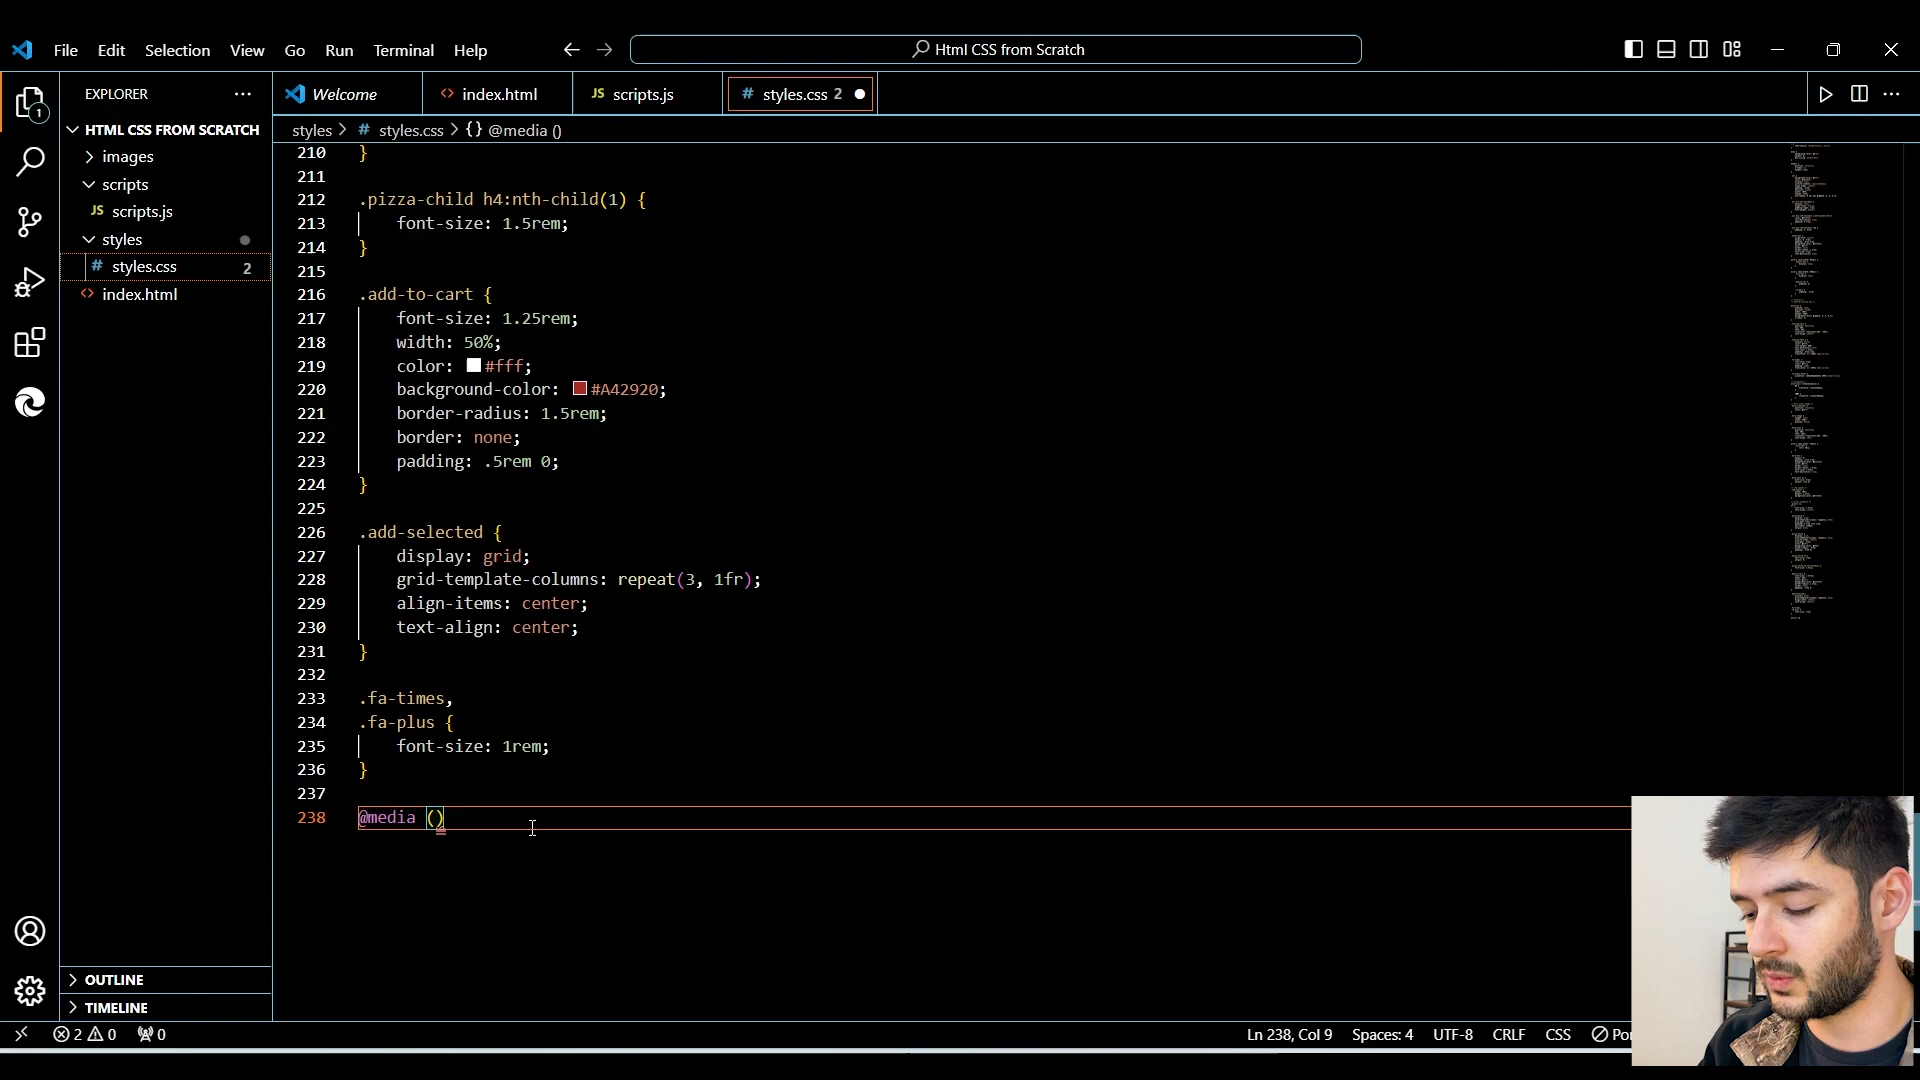 File Edit Selection View Go Run Terminal Help
Html CSS from Scratch
EXPLORER
Welcome
index.html
JS scripts.js
# styles.css 2
HTML CSS FROM SCRATCH
images
scripts
JS scripts.js
styles
# styles.css 2
index.html
1
styles > # styles.css > {} @media ()
210 }
211
212 .pizza-child h4:nth-child(1) {
213 font-size: 1.5rem;
214 }
215
216 .add-to-cart {
217 font-size: 1.25rem;
218 width: 50%;
219 color: #fff;
220 background-color: #A42920;
221 border-radius: 1.5rem;
222 border: none;
223 padding: .5rem 0;
224 }
225
226 .add-selected {
227 display: grid;
228 grid-template-columns: repeat(3, 1fr);
229 align-items: center;
230 text-align: center;
231 }
232
233 .fa-times,
234 .fa-plus {
235 font-size: 1rem;
236 }
237
238 @media ()
OUTLINE
TIMELINE
2 0 0
Ln 238, Col 9 Spaces: 4 UTF-8 CRLF CSS